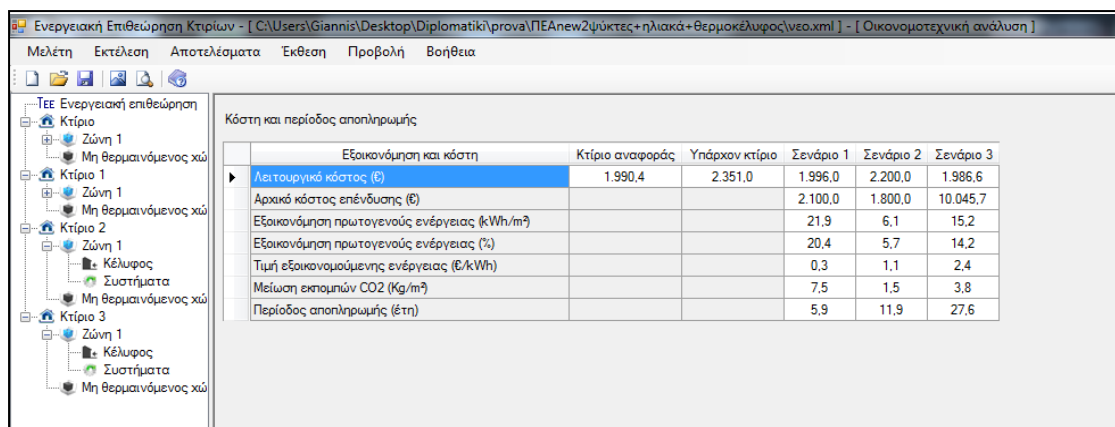 Ενεργειακή Επιθεώρηση Κτιρίων - [ C:\Users\Giannis\Desktop\Diplomatiki\prova\ΠΕΑnew2ψύκτες+ηλιακά+θερμοκέλυφος\νεο.xml ] - [ Οικονομοτεχνική ανάλυση ]
Μελέτη Εκτέλεση Αποτελέσματα Έκθεση Προβολή Βοήθεια
ΤΕΕ Ενεργειακή επιθεώρηση
Κτίριο
Ζώνη 1
Μη θερμαινόμενος χώ
Κτίριο 1
Ζώνη 1
Μη θερμαινόμενος χώ
Κτίριο 2
Ζώνη 1
Κέλυφος
Συστήματα
Μη θερμαινόμενος χώ
Κτίριο 3
Ζώνη 1
Κέλυφος
Συστήματα
Μη θερμαινόμενος χώ
Κόστη και περίοδος αποπληρωμής
Εξοικονόμηση και κόστη Κτίριο αναφοράς Υπάρχον κτίριο Σενάριο 1 Σενάριο 2 Σενάριο 3
Λειτουργικό κόστος (€) 1.990,4 2.351,0 1.996,0 2.200,0 1.986,6
Αρχικό κόστος επένδυσης (€) 2.100,0 1.800,0 10.045,7
Εξοικονόμηση πρωτογενούς ενέργειας (kWh/m²) 21,9 6,1 15,2
Εξοικονόμηση πρωτογενούς ενέργειας (%) 20,4 5,7 14,2
Τιμή εξοικονομούμενης ενέργειας (€/kWh) 0,3 1,1 2,4
Μείωση εκπομπών CO2 (Kg/m²) 7,5 1,5 3,8
Περίοδος αποπληρωμής (έτη) 5,9 11,9 27,6